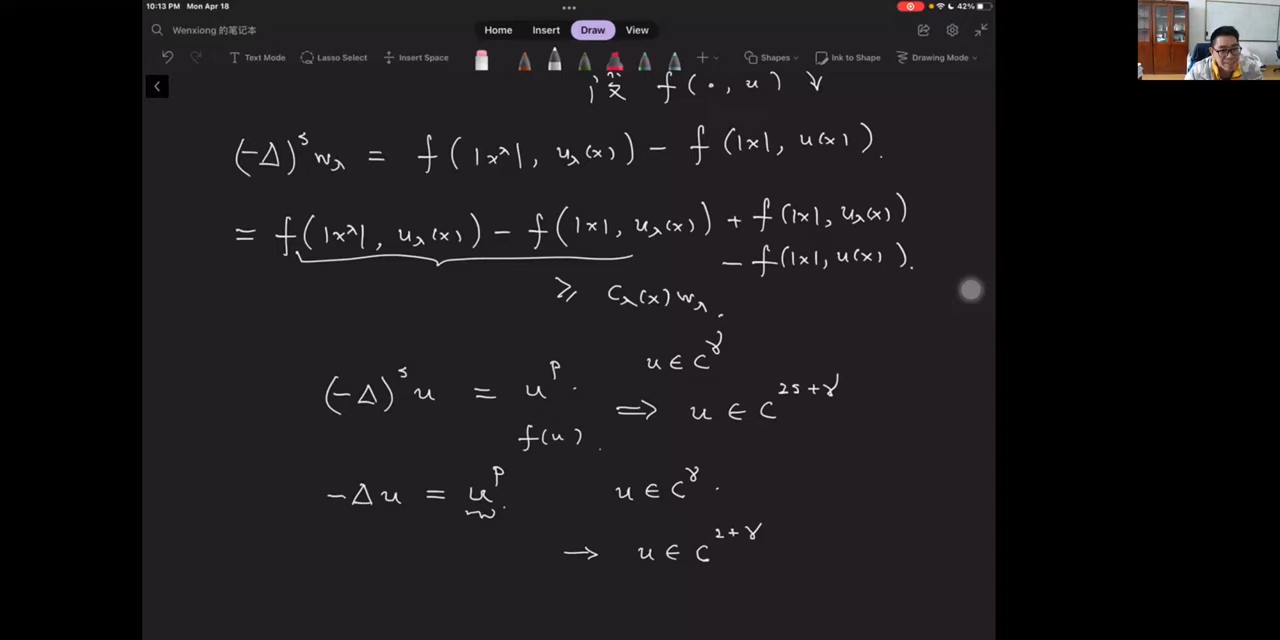 10:13 PM Mon Apr 18
42%
Wenxiong 的笔记本
Home Insert Draw View
Text Mode Lasso Select Insert Space Shapes Ink to Shape Drawing Mode
设 f(·, u) ↓
(-Δ)^s w_λ = f(|x^λ|, u_λ(x)) - f(|x|, u(x)).
= f(|x^λ|, u_λ(x)) - f(|x|, u_λ(x)) + f(|x|, u_λ(x))
- f(|x|, u(x)).
≥ C_λ(x) w_λ.
u ∈ C^γ
(-Δ)^s u = u^p. ⟹ u ∈ C^{2s+γ}
f(u).
-Δu = u^p. u ∈ C^γ.
→ u ∈ C^{2+γ}